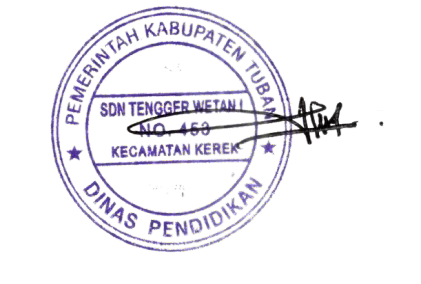 PEMERINTAH KABUPATEN TUBAN
SDN TENGGER WETAN I
NO. 453
KECAMATAN KEREK
DINAS PENDIDIKAN